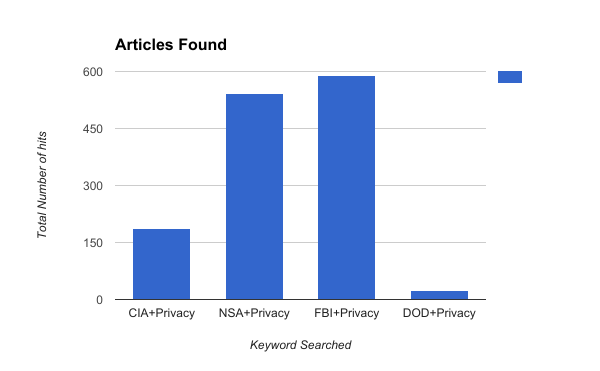 Articles Found
Total Number of hits
600
450
300
150
0
CIA+Privacy NSA+Privacy FBI+Privacy DOD+Privacy
Keyword Searched